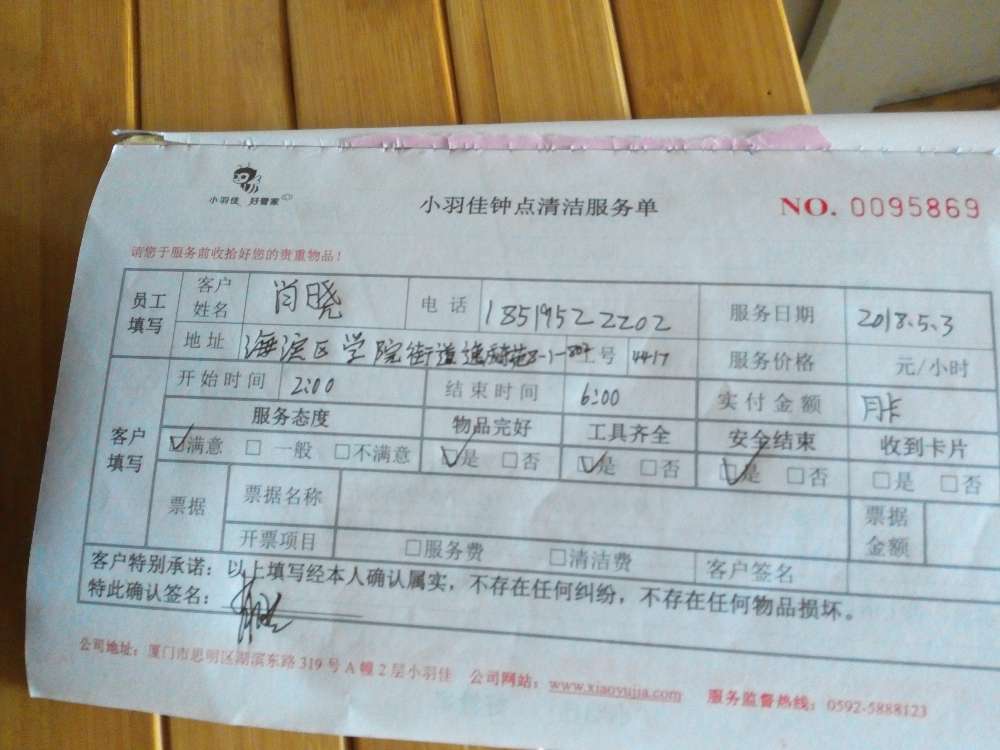 小羽佳 好管家
小羽佳钟点清洁服务单
NO. 0095869
请您于服务前收拾好您的贵重物品!
员工填写 客户姓名 肖晓 电话 18519522202 服务日期 2018.5.3
地址 海滨区学院街道逸 8-1-802 号 4417 服务价格 元/小时
客户填写 开始时间 2:00 结束时间 6:00 实付金额 月卡
服务态度 物品完好 工具齐全 安全结束 收到卡片
☑满意 □一般 □不满意 ☑是 □否 ☑是 □否 ☑是 □否 □是 □否
票据 票据名称 票据金额
开票项目 □服务费 □清洁费 客户签名
客户特别承诺:以上填写经本人确认属实,不存在任何纠纷,不存在任何物品损坏。
特此确认签名: 肖晓
公司地址:厦门市思明区湖滨东路319号A幢2层小羽佳 公司网站:www.xiaoyujia.com 服务监督热线:0592-5888123